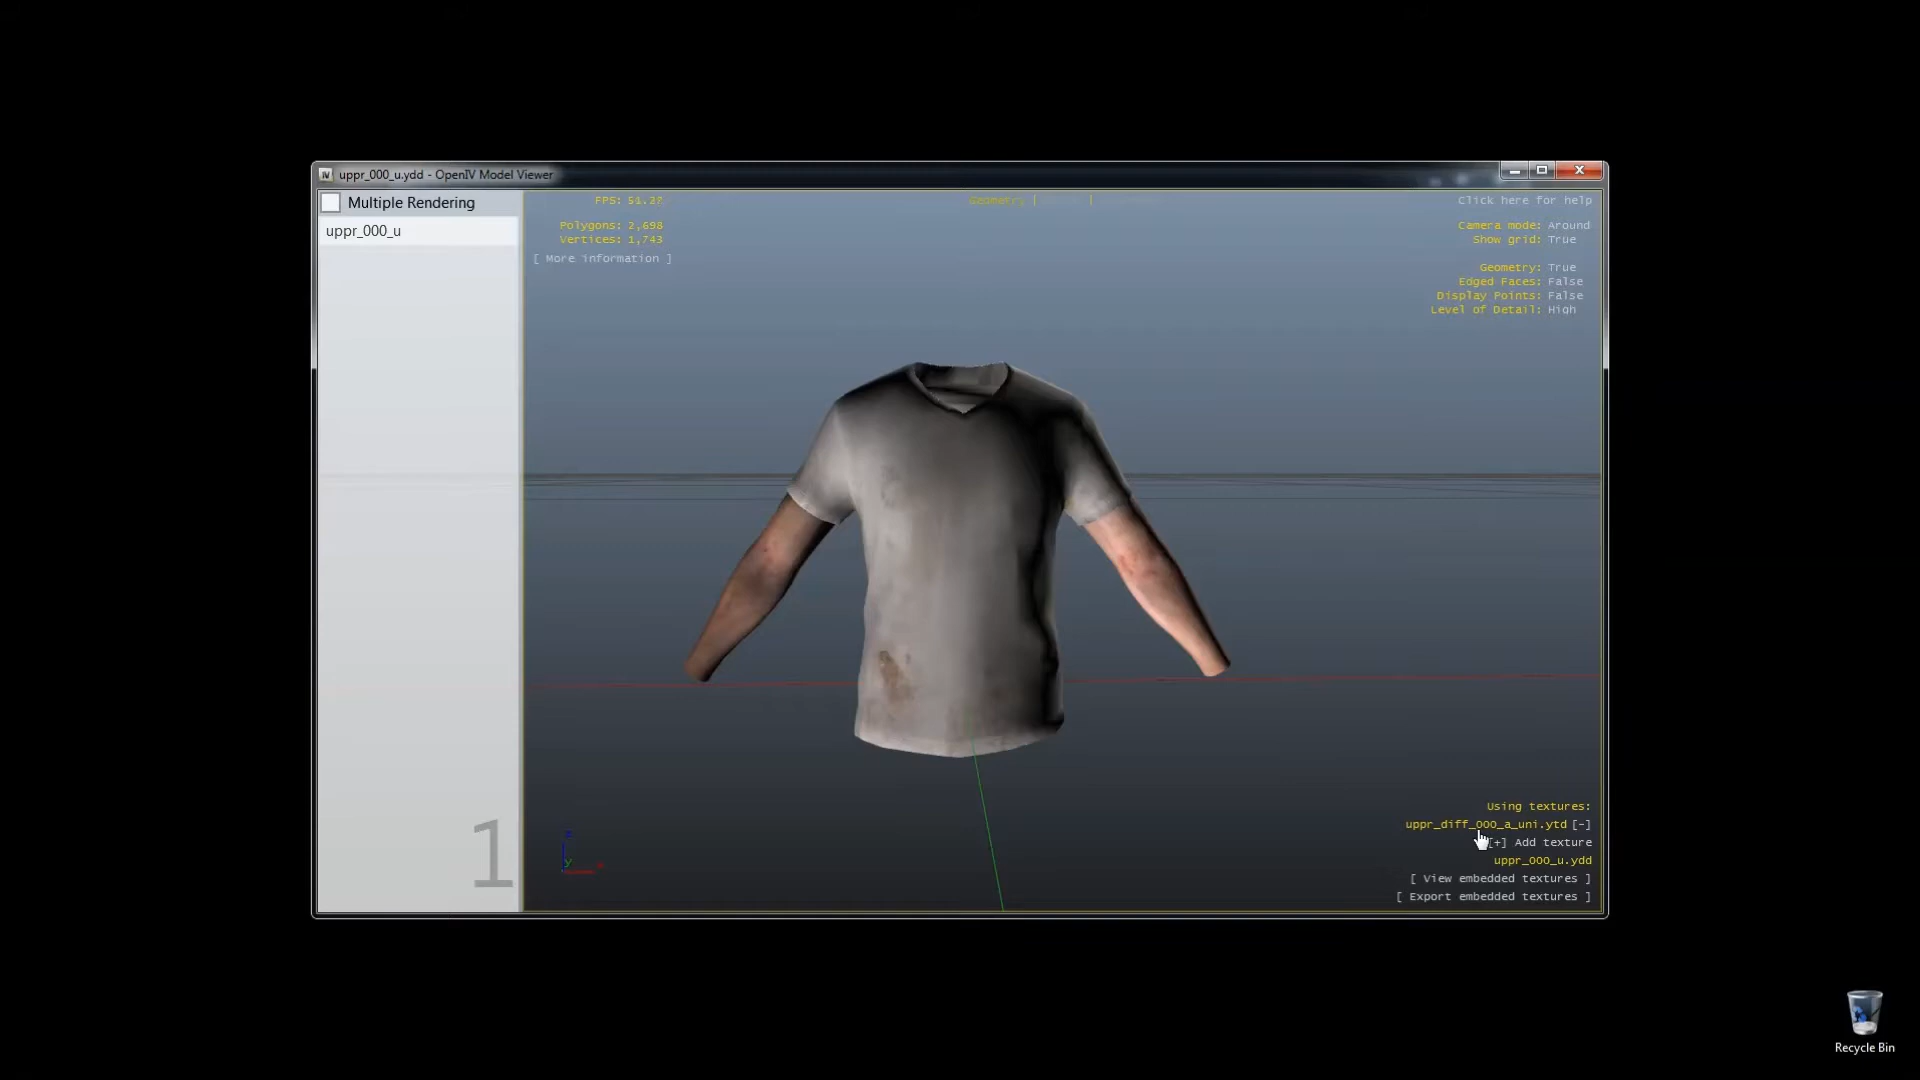 uppr_000_u.ydd - OpenIV Model Viewer
Multiple Rendering
uppr_000_u
1
FPS: 51.27
Polygons: 2,698
Vertices: 1,743
[ More information ]
Geometry: |
Click here for help
Camera mode: Around
Show grid: True
Geometry: True
Edged Faces: False
Display Points: False
Level of Detail: High
z
y
x
Using textures:
uppr_diff_000_a_uni.ytd [-]
[+] Add texture
uppr_000_u.ydd
[ View embedded textures ]
[ Export embedded textures ]
Recycle Bin